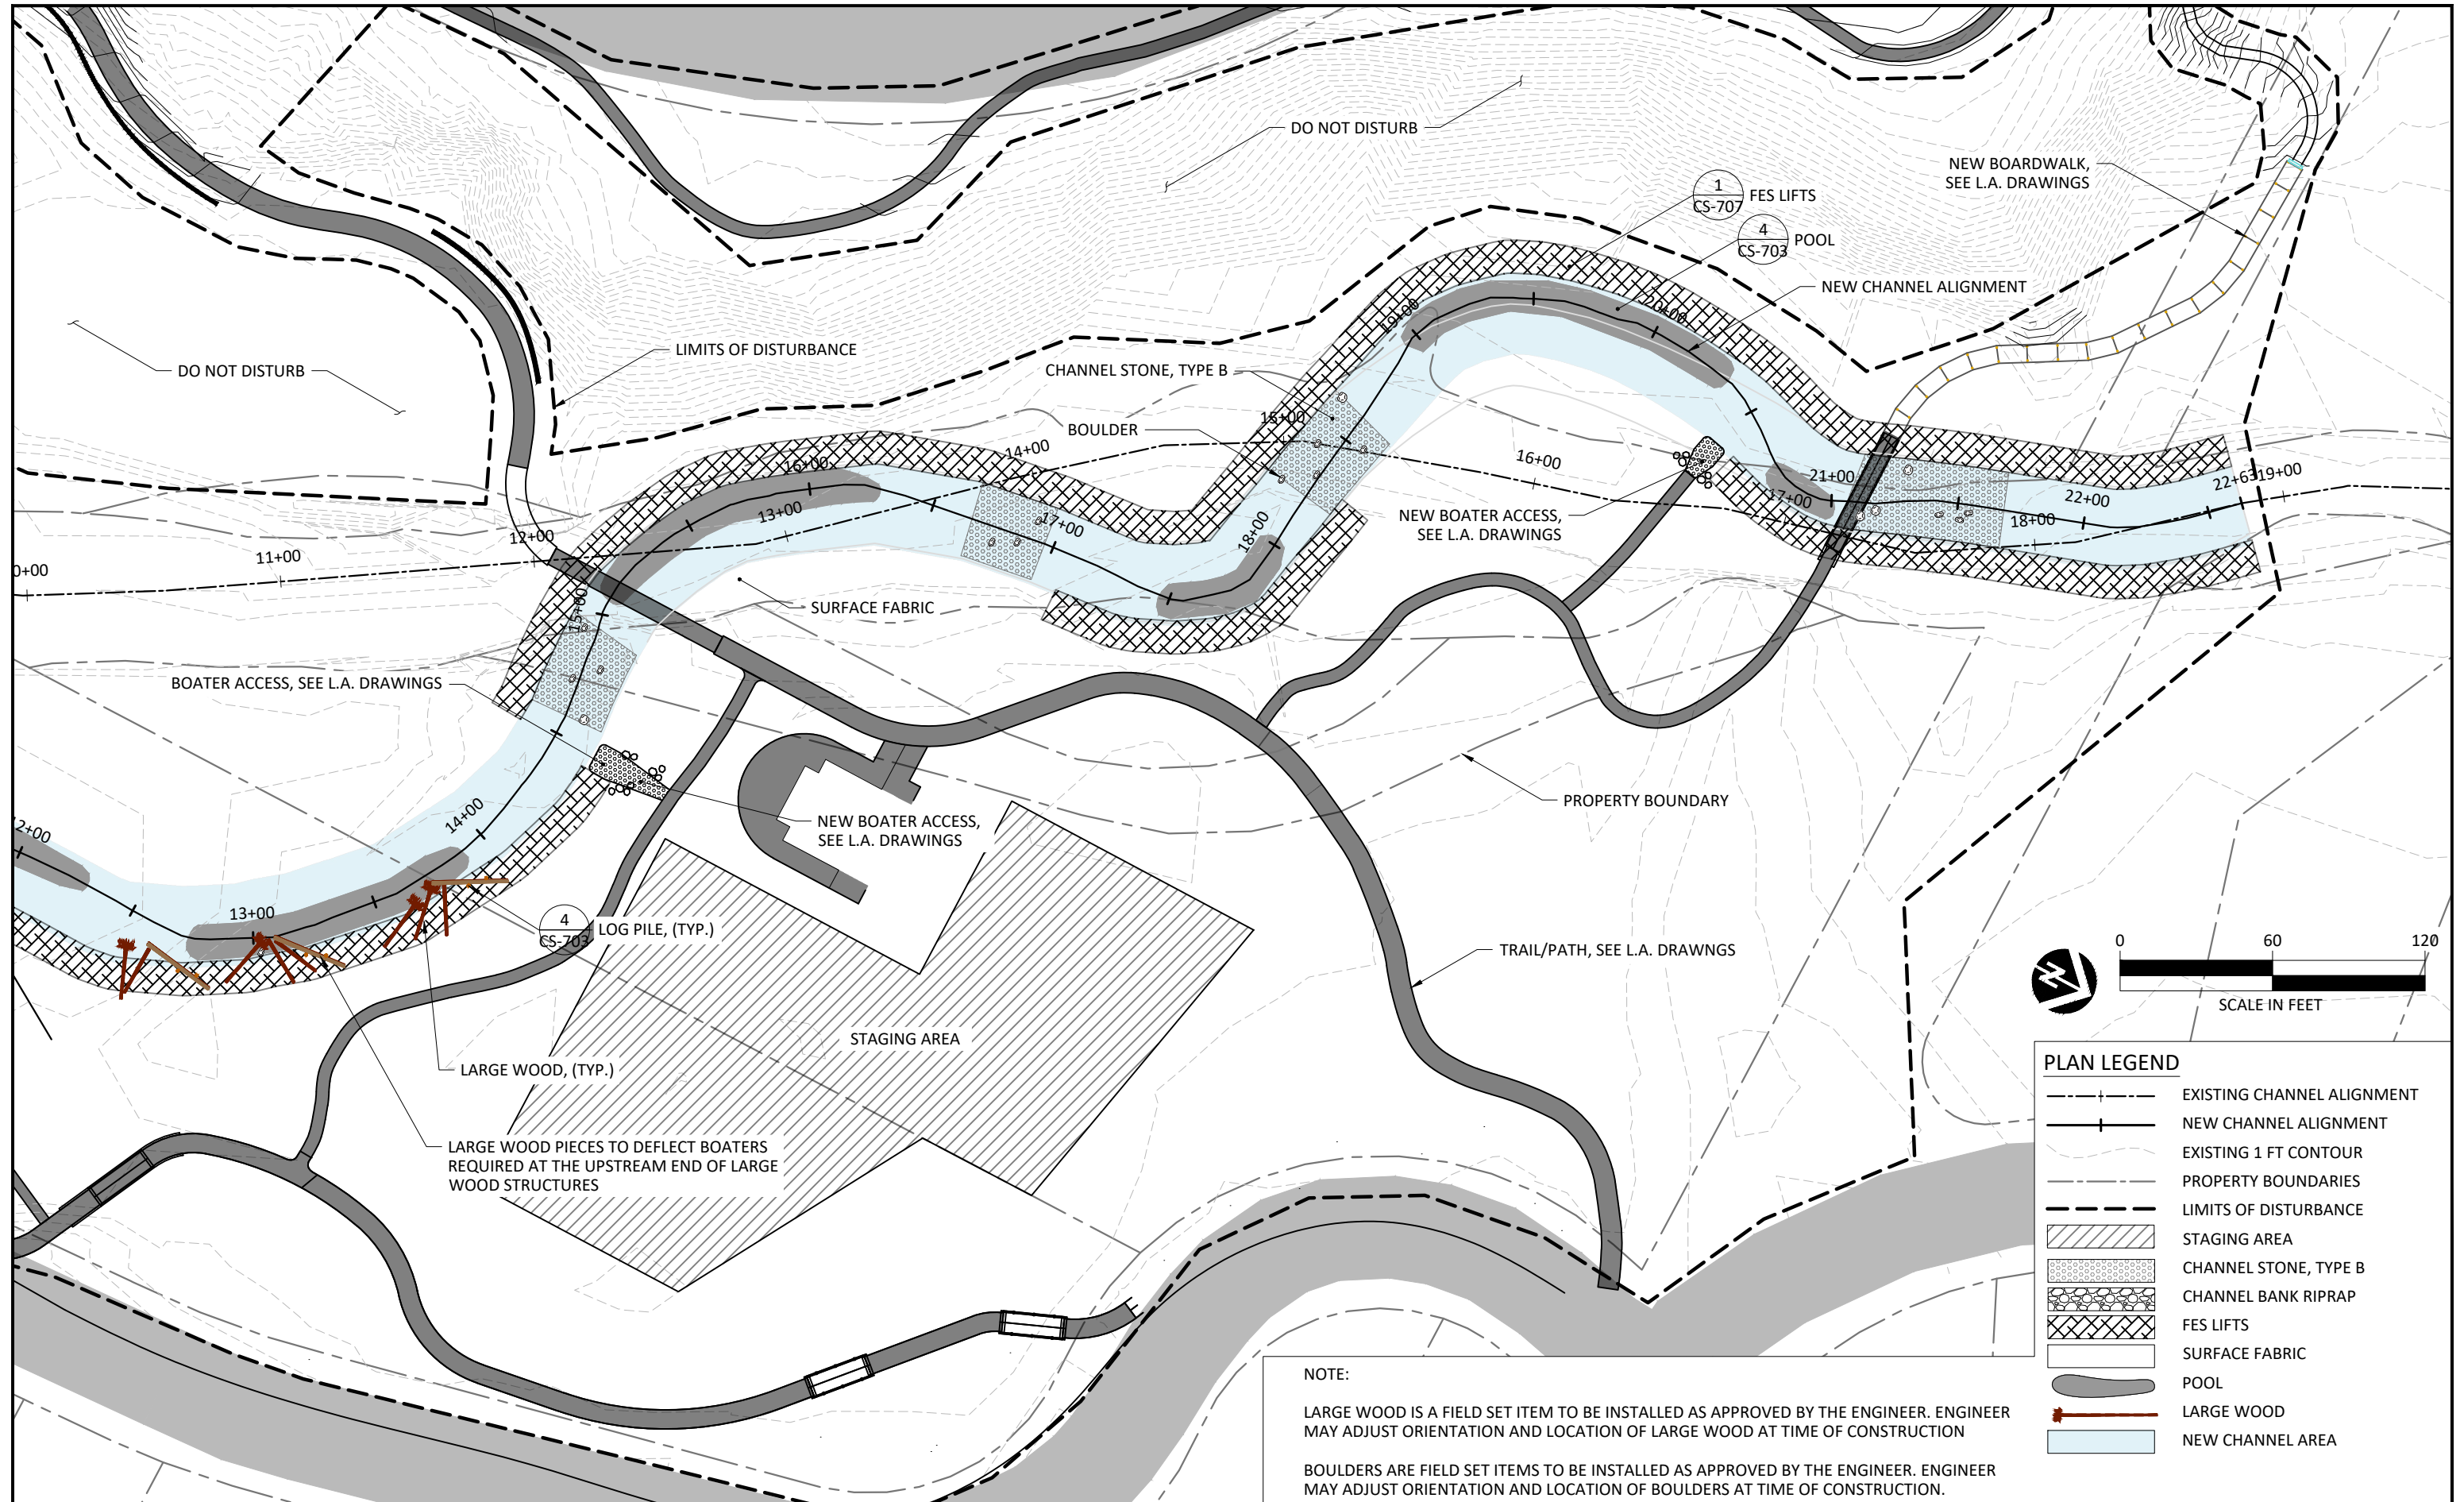 DO NOT DISTURB
NEW BOARDWALK,
SEE L.A. DRAWINGS
1
CS-707
FES LIFTS
4
CS-703
POOL
NEW CHANNEL ALIGNMENT
LIMITS OF DISTURBANCE
DO NOT DISTURB
CHANNEL STONE, TYPE B
BOULDER
19+00
20+00
15+00
14+00
16+00
16+00
13+00
17+00
12+00
11+00
0+00
18+00
21+00
17+00
22+00
18+00
22+63
19+00
NEW BOATER ACCESS,
SEE L.A. DRAWINGS
SURFACE FABRIC
15+00
BOATER ACCESS, SEE L.A. DRAWINGS
PROPERTY BOUNDARY
NEW BOATER ACCESS,
SEE L.A. DRAWINGS
14+00
2+00
13+00
4
CS-703
LOG PILE, (TYP.)
TRAIL/PATH, SEE L.A. DRAWNGS
STAGING AREA
LARGE WOOD, (TYP.)
LARGE WOOD PIECES TO DEFLECT BOATERS
REQUIRED AT THE UPSTREAM END OF LARGE
WOOD STRUCTURES
0 60 120
SCALE IN FEET
PLAN LEGEND
EXISTING CHANNEL ALIGNMENT
NEW CHANNEL ALIGNMENT
EXISTING 1 FT CONTOUR
PROPERTY BOUNDARIES
LIMITS OF DISTURBANCE
STAGING AREA
CHANNEL STONE, TYPE B
CHANNEL BANK RIPRAP
FES LIFTS
SURFACE FABRIC
POOL
LARGE WOOD
NEW CHANNEL AREA
NOTE:
LARGE WOOD IS A FIELD SET ITEM TO BE INSTALLED AS APPROVED BY THE ENGINEER. ENGINEER
MAY ADJUST ORIENTATION AND LOCATION OF LARGE WOOD AT TIME OF CONSTRUCTION
BOULDERS ARE FIELD SET ITEMS TO BE INSTALLED AS APPROVED BY THE ENGINEER. ENGINEER
MAY ADJUST ORIENTATION AND LOCATION OF BOULDERS AT TIME OF CONSTRUCTION.